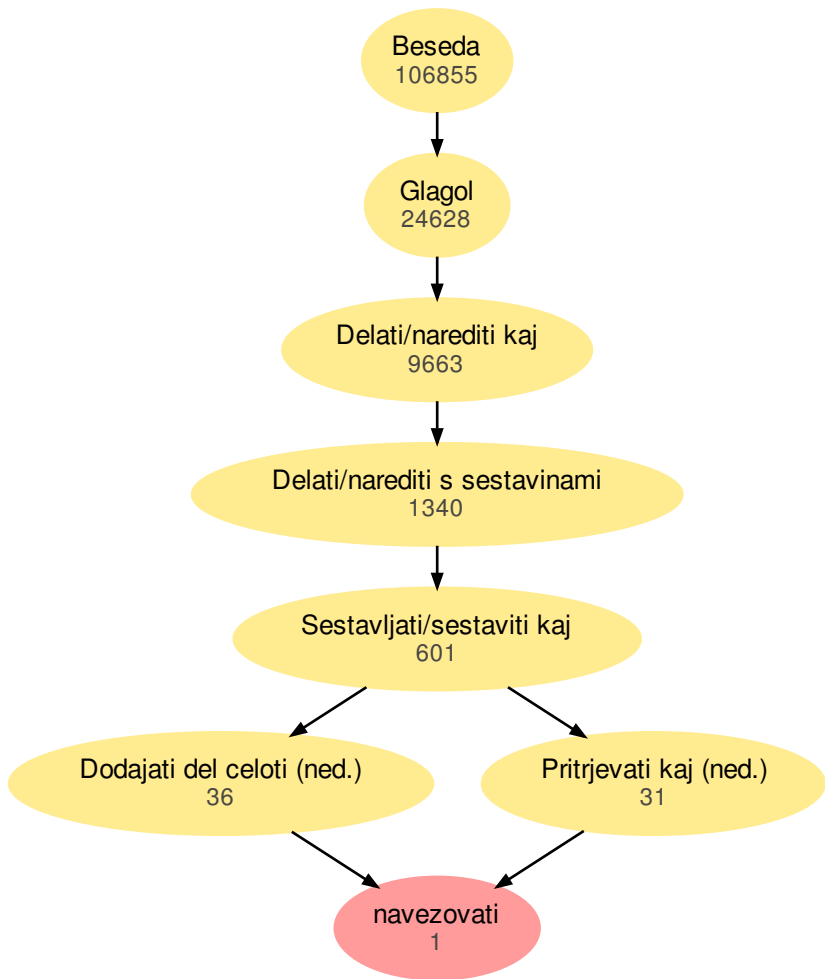 Beseda
106855
Glagol
24628
Delati/narediti kaj
9663
Delati/narediti s sestavinami
1340
Sestavljati/sestaviti kaj
601
Dodajati del celoti (ned.)
36
Pritrjevati kaj (ned.)
31
navezovati
1